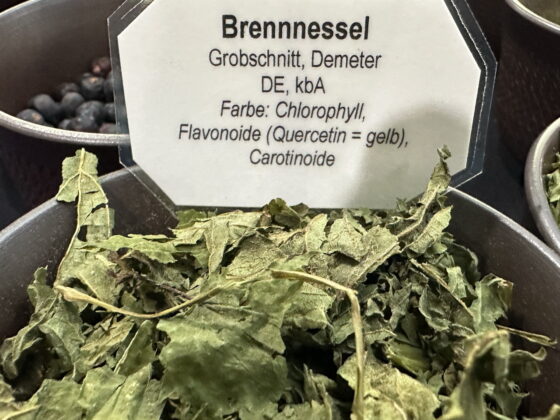 Brennnessel
Grobschnitt, Demeter
DE, kbA
Farbe: Chlorophyll,
Flavonoide (Quercetin = gelb),
Carotinoide